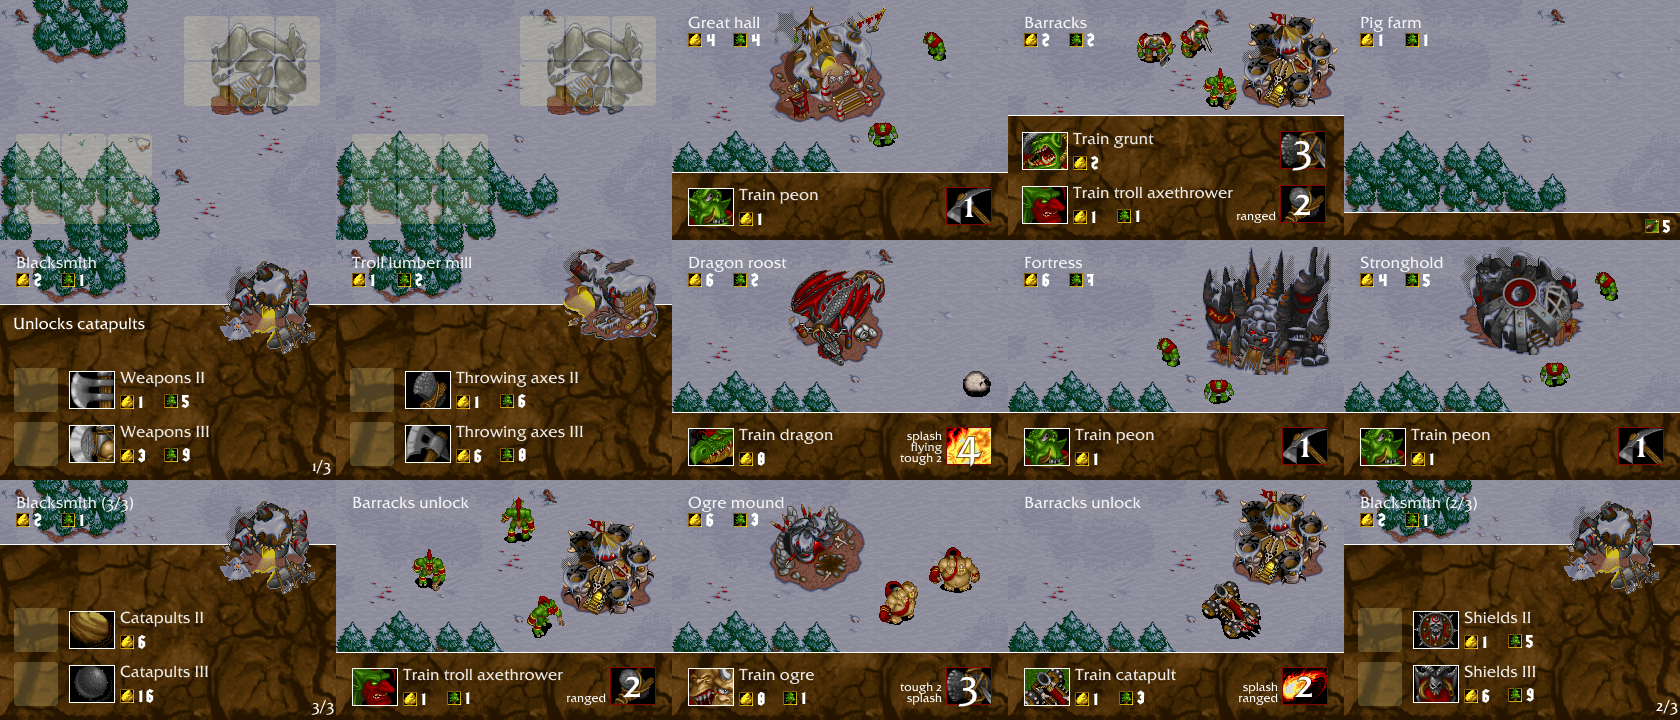 Great hall
4 4
Train peon
1
1
Barracks
2 2
Train grunt
2
3
Train troll axethrower
1 1
ranged
2
Pig farm
1 1
5
Blacksmith
2 1
Unlocks catapults
Weapons II
1 5
Weapons III
3 9
1/3
Troll lumber mill
1 2
Throwing axes II
1 6
Throwing axes III
6 8
Dragon roost
6 2
Train dragon
8
splash
flying
tough 2
4
Fortress
6 7
Train peon
1
1
Stronghold
4 5
Train peon
1
1
Blacksmith (3/3)
2 1
Catapults II
6
Catapults III
16
3/3
Barracks unlock
Train troll axethrower
1 1
ranged
2
Ogre mound
6 3
Train ogre
8 1
tough 2
splash
3
Barracks unlock
Train catapult
1 3
splash
ranged
2
Blacksmith (2/3)
2 1
Shields II
1 5
Shields III
6 9
2/3